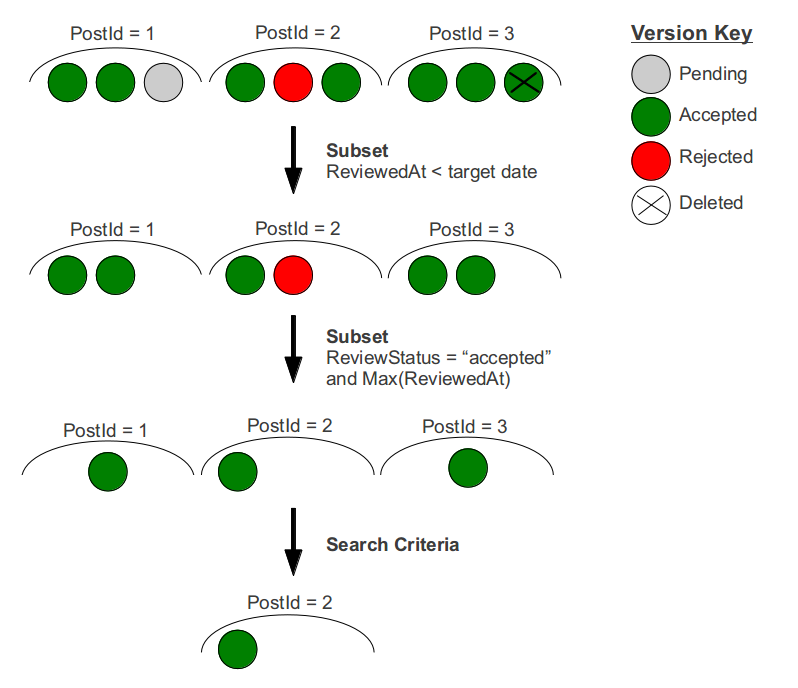 PostId = 1
PostId = 2
PostId = 3
Version Key
Pending
Accepted
Rejected
Deleted
Subset
ReviewedAt < target date
PostId = 1
PostId = 2
PostId = 3
Subset
ReviewStatus = “accepted”
and Max(ReviewedAt)
PostId = 1
PostId = 2
PostId = 3
Search Criteria
PostId = 2